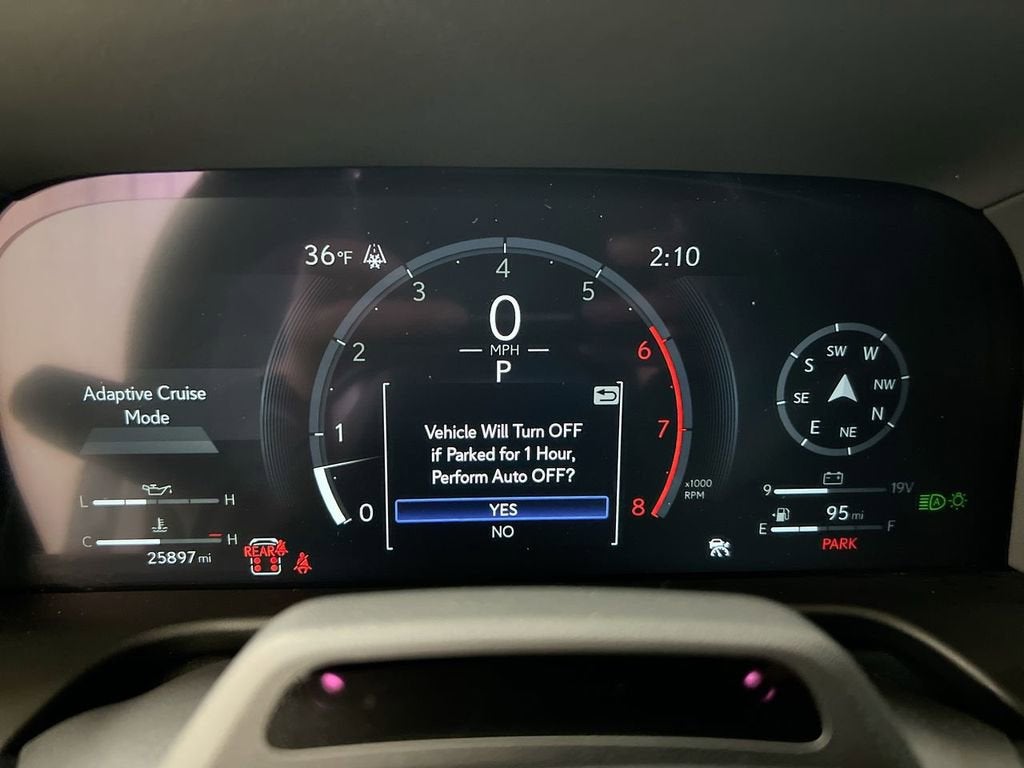 36°F
2:10
0
1
2
3
4
5
6
7
8
x1000
RPM
0
MPH
P
Vehicle Will Turn OFF
if Parked for 1 Hour,
Perform Auto OFF?
YES
NO
Adaptive Cruise
Mode
L H
C H
25897 mi
REAR
S SW W
SE NW
E NE N
9 19V
95 mi
E F
PARK
A